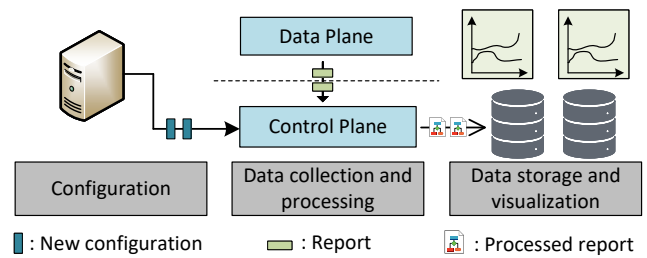 Data Plane
Control Plane
Configuration
Data collection and
processing
Data storage and
visualization
: New configuration
: Report
: Processed report